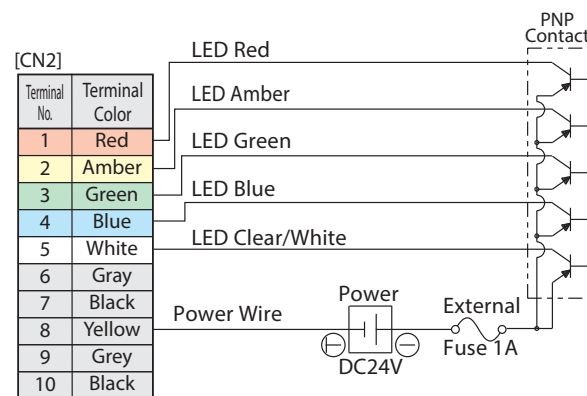 PNP
Contact
[CN2]
Terminal No. Terminal Color
1 Red
2 Amber
3 Green
4 Blue
5 White
6 Gray
7 Black
8 Yellow
9 Grey
10 Black
LED Red
LED Amber
LED Green
LED Blue
LED Clear/White
Power Wire
Power
DC24V
External
Fuse 1A